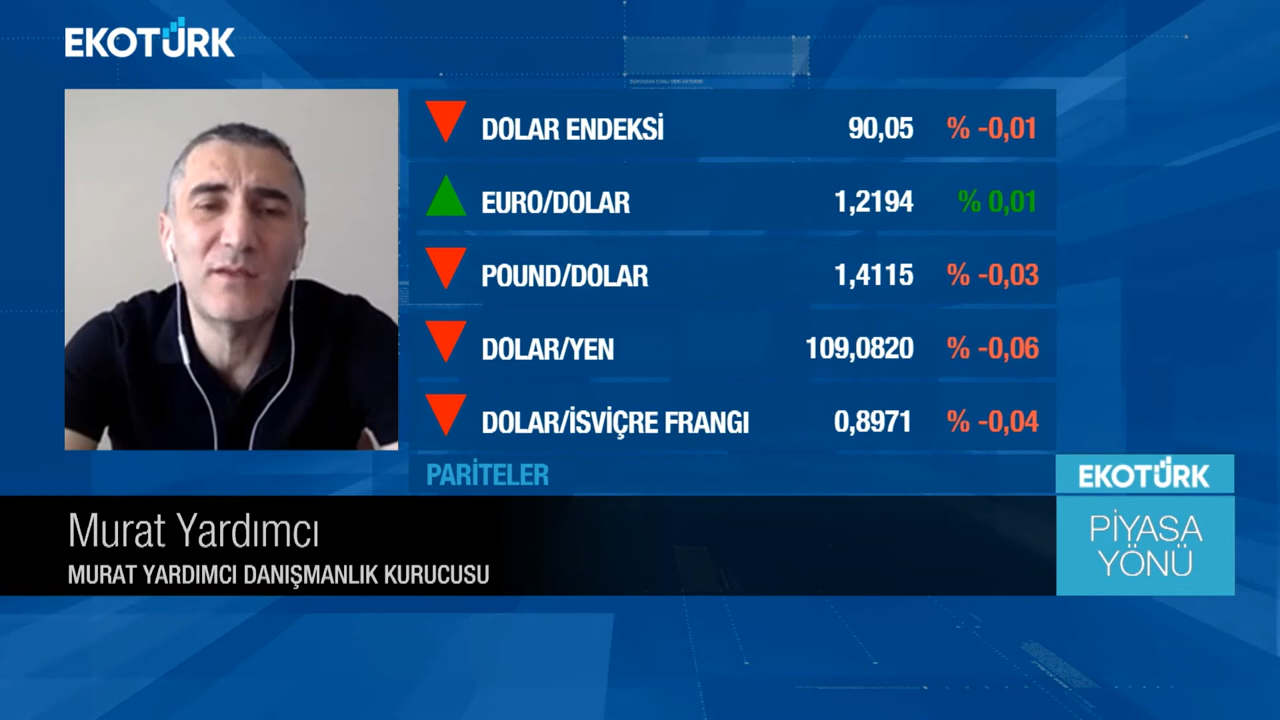 EKOTÜRK
DOLAR ENDEKSİ 90,05 % -0,01
EURO/DOLAR 1,2194 % 0,01
POUND/DOLAR 1,4115 % -0,03
DOLAR/YEN 109,0820 % -0,06
DOLAR/İSVİÇRE FRANGI 0,8971 % -0,04
PARİTELER
EKOTÜRK
Murat Yardımcı
MURAT YARDIMCI DANIŞMANLIK KURUCUSU
PİYASA
YÖNÜ